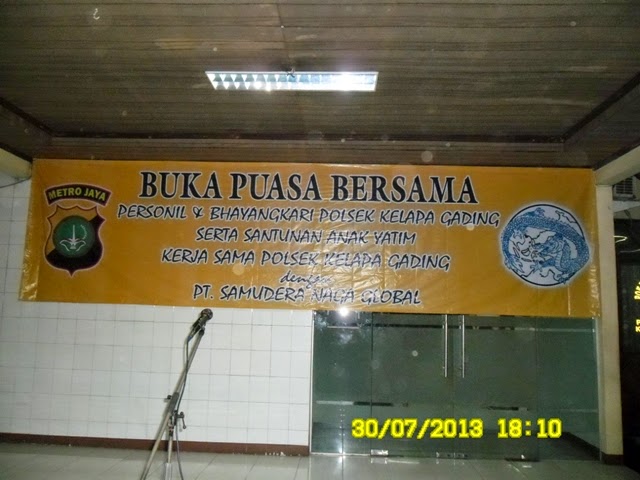 METRO JAYA
BUKA PUASA BERSAMA
PERSONIL & BHAYANGKARI POLSEK KELAPA GADING
SERTA SANTUNAN ANAK YATIM
KERJA SAMA POLSEK KELAPA GADING
dengan
PT. SAMUDERA NAGA GLOBAL
30/07/2013 18:10